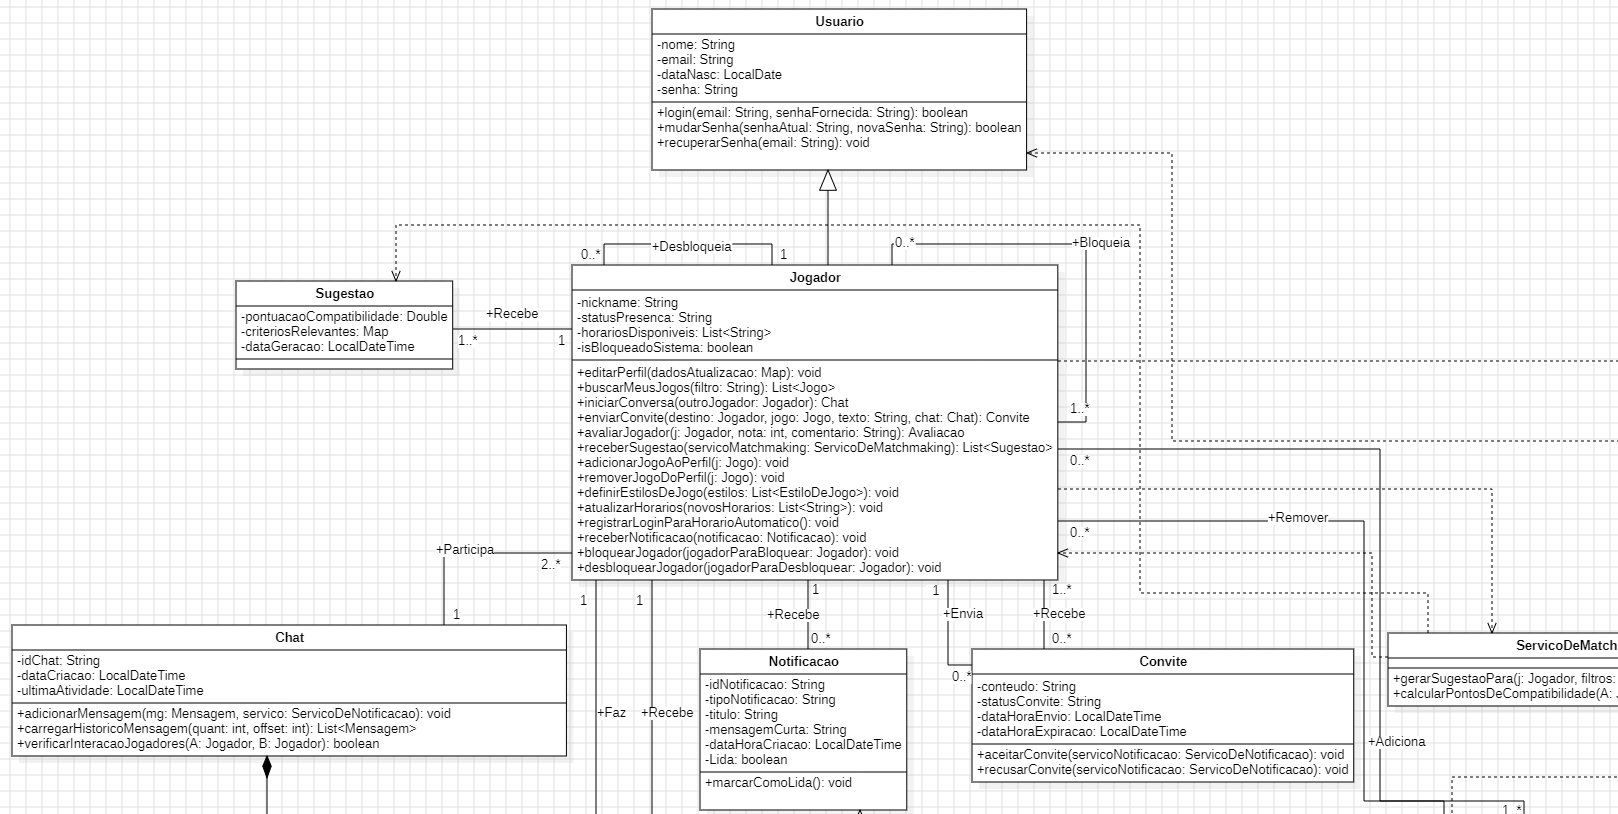 Usuario
-nome: String
-email: String
-dataNasc: LocalDate
-senha: String
+login(email: String, senhaFornecida: String): boolean
+mudarSenha(senhaAtual: String, novaSenha: String): boolean
+recuperarSenha(email: String): void
0..*
+Desbloqueia
1
0..*
+Bloqueia
1..*
Sugestao
-pontuacaoCompatibilidade: Double
-criteriosRelevantes: Map
-dataGeracao: LocalDateTime
+Recebe
1..*
1
Jogador
-nickname: String
-statusPresenca: String
-horariosDisponiveis: List<String>
-isBloqueadoSistema: boolean
+editarPerfil(dadosAtualizacao: Map): void
+buscarMeusJogos(filtro: String): List<Jogo>
+iniciarConversa(outroJogador: Jogador): Chat
+enviarConvite(destino: Jogador, jogo: Jogo, texto: String, chat: Chat): Convite
+avaliarJogador(j: Jogador, nota: int, comentario: String): Avaliacao
+receberSugestao(servicoMatchmaking: ServicoDeMatchmaking): List<Sugestao>
+adicionarJogoAoPerfil(j: Jogo): void
+removerJogoDoPerfil(j: Jogo): void
+definirEstilosDeJogo(estilos: List<EstiloDeJogo>): void
+atualizarHorarios(novosHorarios: List<String>): void
+registrarLoginParaHorarioAutomatico(): void
+receberNotificacao(notificacao: Notificacao): void
+bloquearJogador(jogadorParaBloquear: Jogador): void
+desbloquearJogador(jogadorParaDesbloquear: Jogador): void
0..*
+Remover
0..*
+Participa
2..*
1
1
1
1
+Recebe
0..*
1
+Envia
0..*
1..*
+Recebe
0..*
Chat
-idChat: String
-dataCriacao: LocalDateTime
-ultimaAtividade: LocalDateTime
+adicionarMensagem(mg: Mensagem, servico: ServicoDeNotificacao): void
+carregarHistoricoMensagem(quant: int, offset: int): List<Mensagem>
+verificarInteracaoJogadores(A: Jogador, B: Jogador): boolean
+Faz
+Recebe
Notificacao
-idNotificacao: String
-tipoNotificacao: String
-titulo: String
-mensagemCurta: String
-dataHoraCriacao: LocalDateTime
-Lida: boolean
+marcarComoLida(): void
Convite
-conteudo: String
-statusConvite: String
-dataHoraEnvio: LocalDateTime
-dataHoraExpiracao: LocalDateTime
+aceitarConvite(servicoNotificacao: ServicoDeNotificacao): void
+recusarConvite(servicoNotificacao: ServicoDeNotificacao): void
ServicoDeMatch
+gerarSugestaoPara(j: Jogador, filtros:
+calcularPontosDeCompatibilidade(A:
+Adiciona
1..*